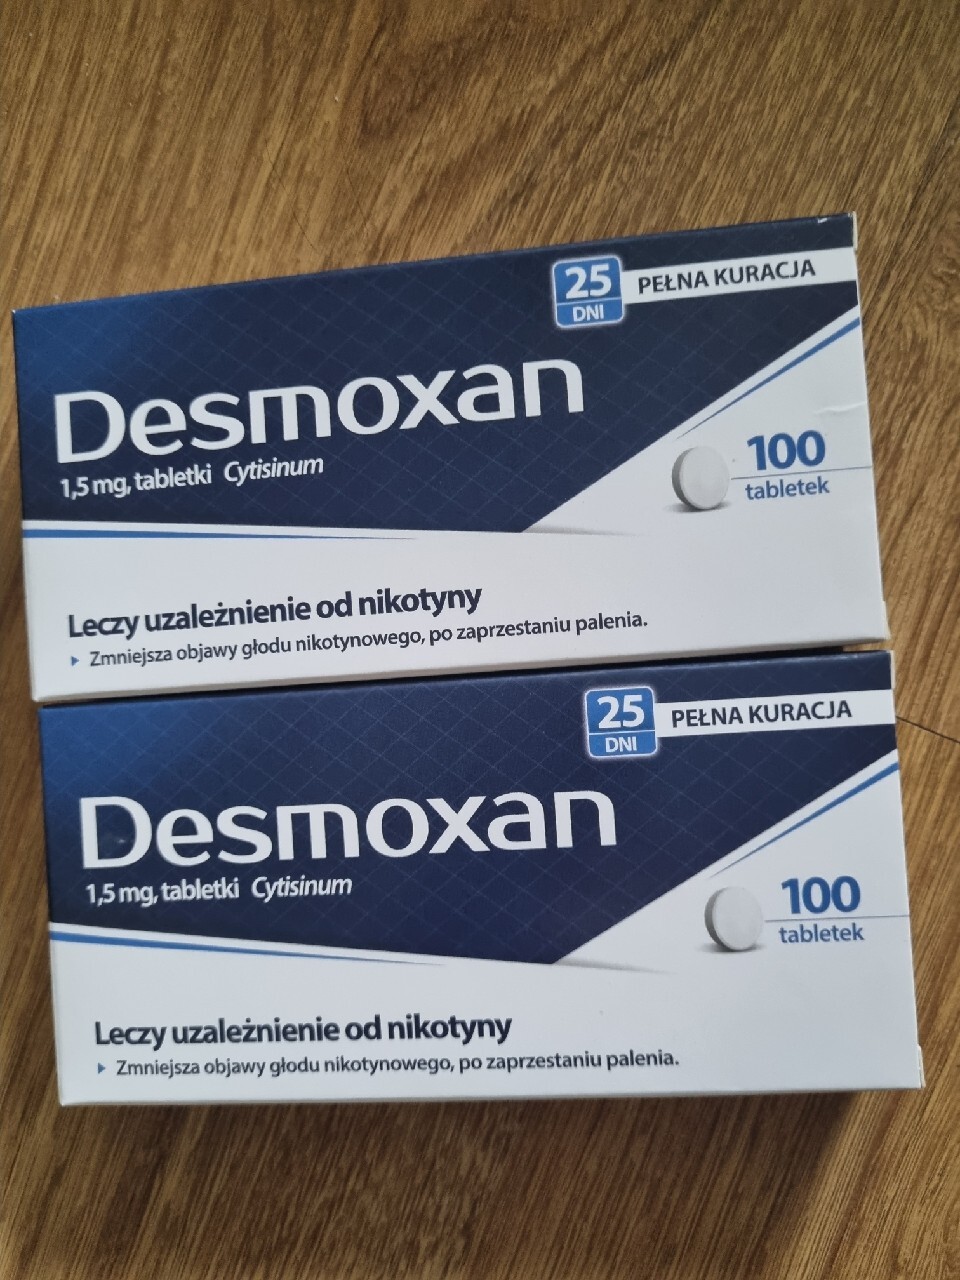 25 DNI PEŁNA KURACJA
Desmoxan
1,5 mg, tabletki Cytisinum
100
tabletek
Leczy uzależnienie od nikotyny
Zmniejsza objawy głodu nikotynowego, po zaprzestaniu palenia.
25 DNI PEŁNA KURACJA
Desmoxan
1,5 mg, tabletki Cytisinum
100
tabletek
Leczy uzależnienie od nikotyny
Zmniejsza objawy głodu nikotynowego, po zaprzestaniu palenia.